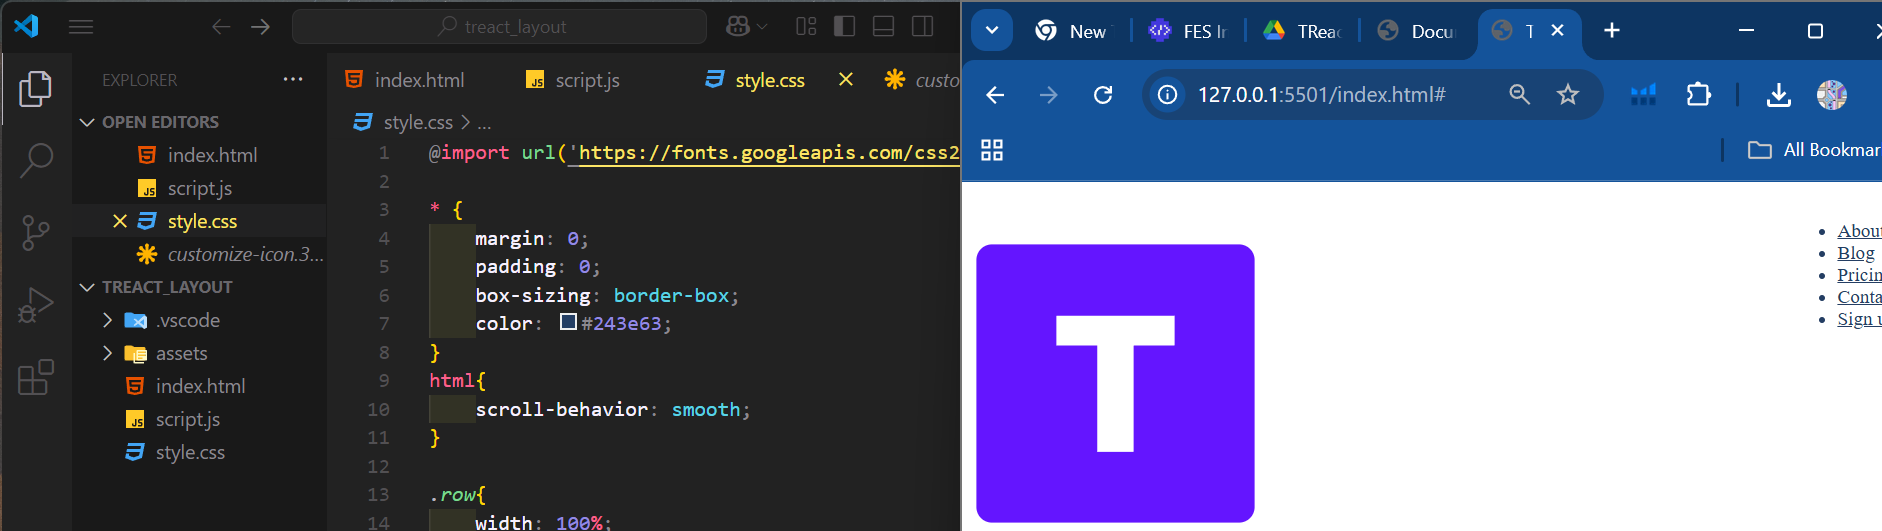 treact_layout
EXPLORER
OPEN EDITORS
index.html
script.js
style.css
customize-icon.3...
TREACT_LAYOUT
.vscode
assets
index.html
script.js
style.css
index.html
script.js
style.css
custo
style.css > ...
1 @import url('https://fonts.googleapis.com/css2
2
3 * {
4 margin: 0;
5 padding: 0;
6 box-sizing: border-box;
7 color: #243e63;
8 }
9 html{
10 scroll-behavior: smooth;
11 }
12
13 .row{
14 width: 100%;
New
FES In
TReac
Docu
T
127.0.0.1:5501/index.html#
All Bookmar
About
Blog
Pricin
Conta
Sign u
T